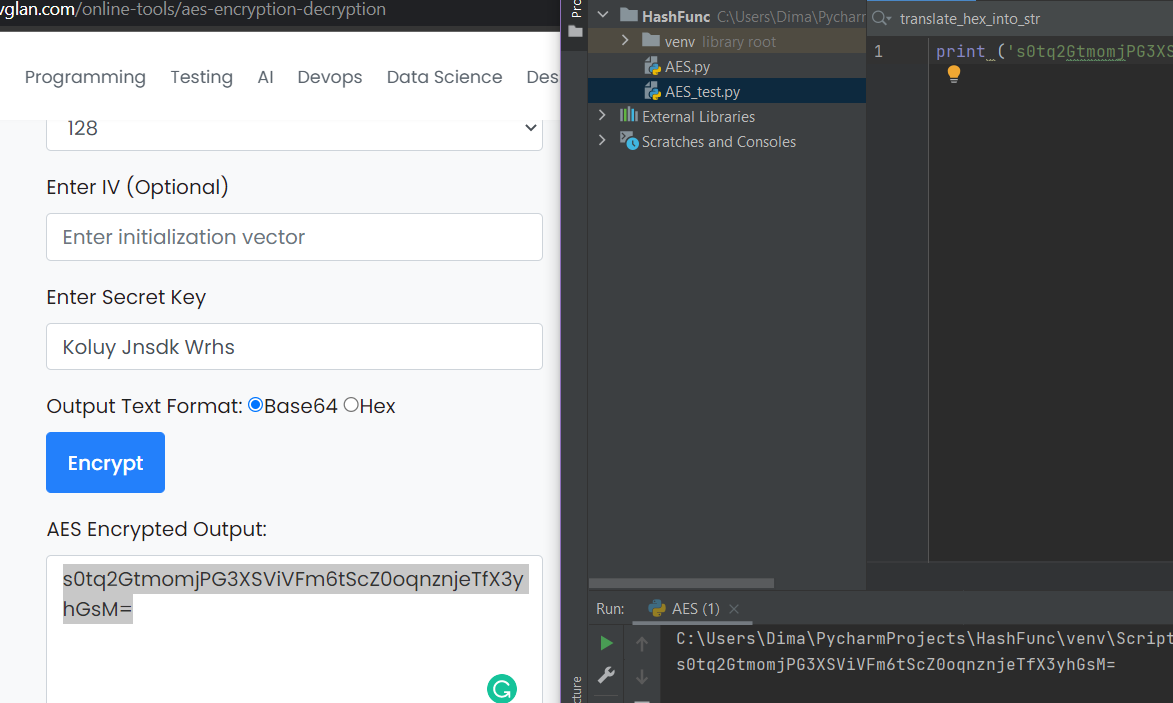 vglan.com/online-tools/aes-encryption-decryption
Programming Testing AI Devops Data Science Des
128
Enter IV (Optional)
Enter initialization vector
Enter Secret Key
Koluy Jnsdk Wrhs
Output Text Format: Base64 Hex
Encrypt
AES Encrypted Output:
s0tq2GtmomjPG3XSViVFm6tScZ0oqnznjeTfX3y
hGsM=
Pro
HashFunc C:\Users\Dima\Pycharm
venv library root
AES.py
AES_test.py
External Libraries
Scratches and Consoles
translate_hex_into_str
1 print ('s0tq2GtmomjPG3XS
Run: AES (1)
C:\Users\Dima\PycharmProjects\HashFunc\venv\Script
s0tq2GtmomjPG3XSViVFm6tScZ0oqnznjeTfX3yhGsM=
cture